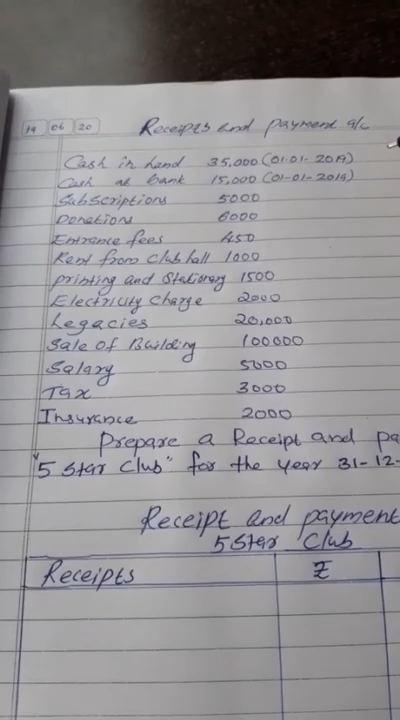 19 06 20
Receipts and payment a/c
Cash in hand 35,000 (01-01-2019)
Cash at bank 15,000 (01-01-2019)
Subscriptions 5000
Donations 6000
Entrance fees 450
Rent from Club hall 1000
printing and Stationary 1500
Electricity Charge 2000
Legacies 20,000
Sale of Building 100000
Salary 5000
Tax 3000
Insurance 2000
Prepare a Receipt and pa
"5 Star Club" for the year 31-12-
Receipt and payment
5 Star Club
Receipts ₹